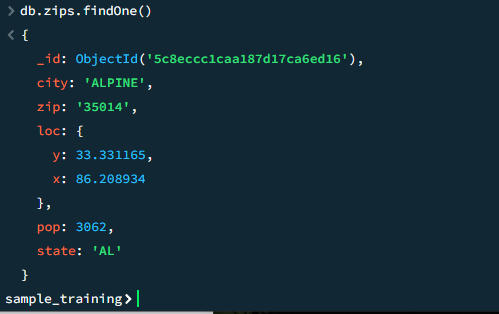 > db.zips.findOne()
< {
_id: ObjectId('5c8eccc1caa187d17ca6ed16'),
city: 'ALPINE',
zip: '35014',
loc: {
y: 33.331165,
x: 86.208934
},
pop: 3062,
state: 'AL'
}
sample_training>